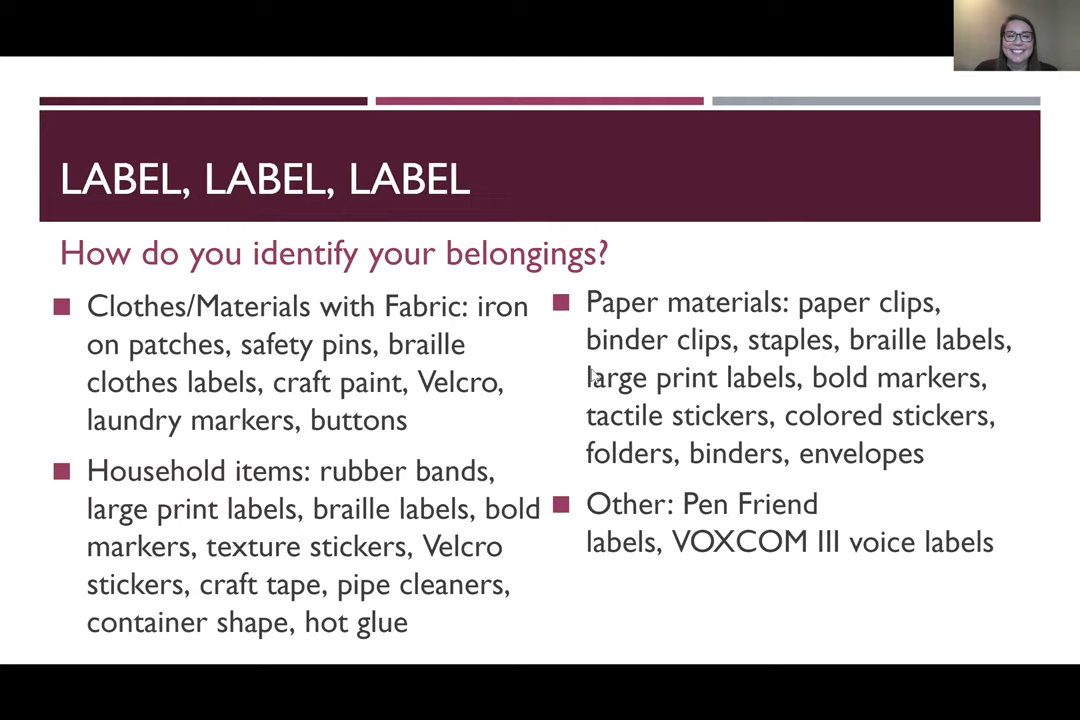 LABEL, LABEL, LABEL
How do you identify your belongings?
Clothes/Materials with Fabric: iron
on patches, safety pins, braille
clothes labels, craft paint, Velcro,
laundry markers, buttons
Household items: rubber bands,
large print labels, braille labels, bold
markers, texture stickers, Velcro
stickers, craft tape, pipe cleaners,
container shape, hot glue
Paper materials: paper clips,
binder clips, staples, braille labels,
large print labels, bold markers,
tactile stickers, colored stickers,
folders, binders, envelopes
Other: Pen Friend
labels, VOXCOM III voice labels